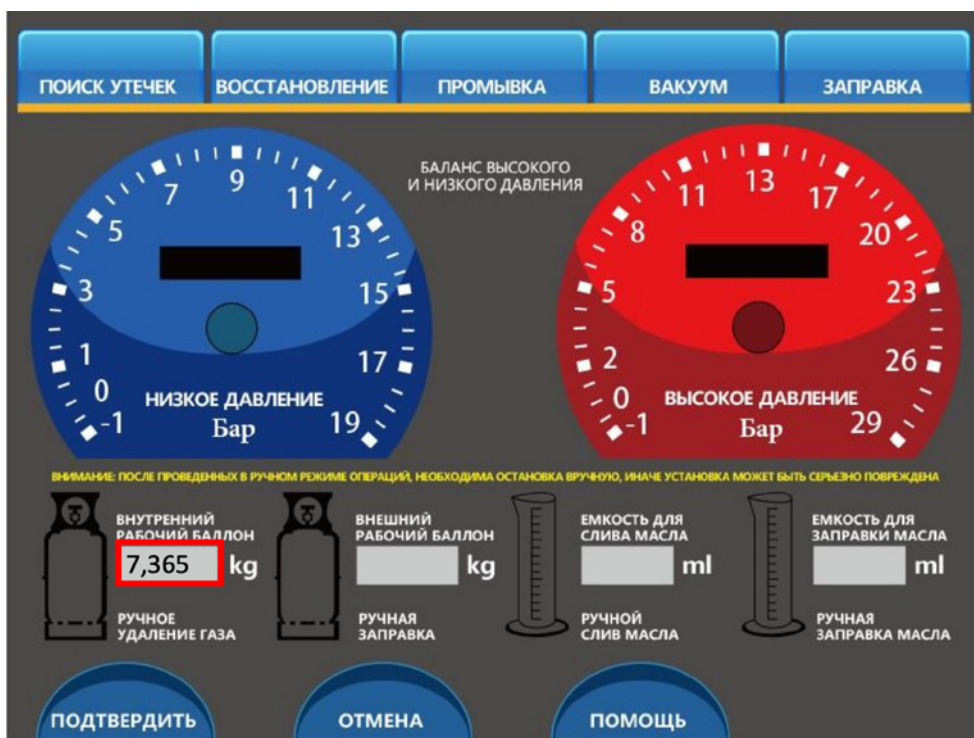 ПОИСК УТЕЧЕК
ВОССТАНОВЛЕНИЕ
ПРОМЫВКА
ВАКУУМ
ЗАПРАВКА
БАЛАНС ВЫСОКОГО
И НИЗКОГО ДАВЛЕНИЯ
-1
0
1
3
5
7
9
11
13
15
17
19
НИЗКОЕ ДАВЛЕНИЕ
Бар
-1
0
2
5
8
11
13
17
20
23
26
29
ВЫСОКОЕ ДАВЛЕНИЕ
Бар
ВНИМАНИЕ: ПОСЛЕ ПРОВЕДЕННЫХ В РУЧНОМ РЕЖИМЕ ОПЕРАЦИЙ, НЕОБХОДИМА ОСТАНОВКА ВРУЧНУЮ, ИНАЧЕ УСТАНОВКА МОЖЕТ БЫТЬ СЕРЬЕЗНО ПОВРЕЖДЕНА
ВНУТРЕННИЙ
РАБОЧИЙ БАЛЛОН
7,365 kg
РУЧНОЕ
УДАЛЕНИЕ ГАЗА
ВНЕШНИЙ
РАБОЧИЙ БАЛЛОН
kg
РУЧНАЯ
ЗАПРАВКА
ЕМКОСТЬ ДЛЯ
СЛИВА МАСЛА
ml
РУЧНОЙ
СЛИВ МАСЛА
ЕМКОСТЬ ДЛЯ
ЗАПРАВКИ МАСЛА
ml
РУЧНАЯ
ЗАПРАВКА МАСЛА
ПОДТВЕРДИТЬ
ОТМЕНА
ПОМОЩЬ